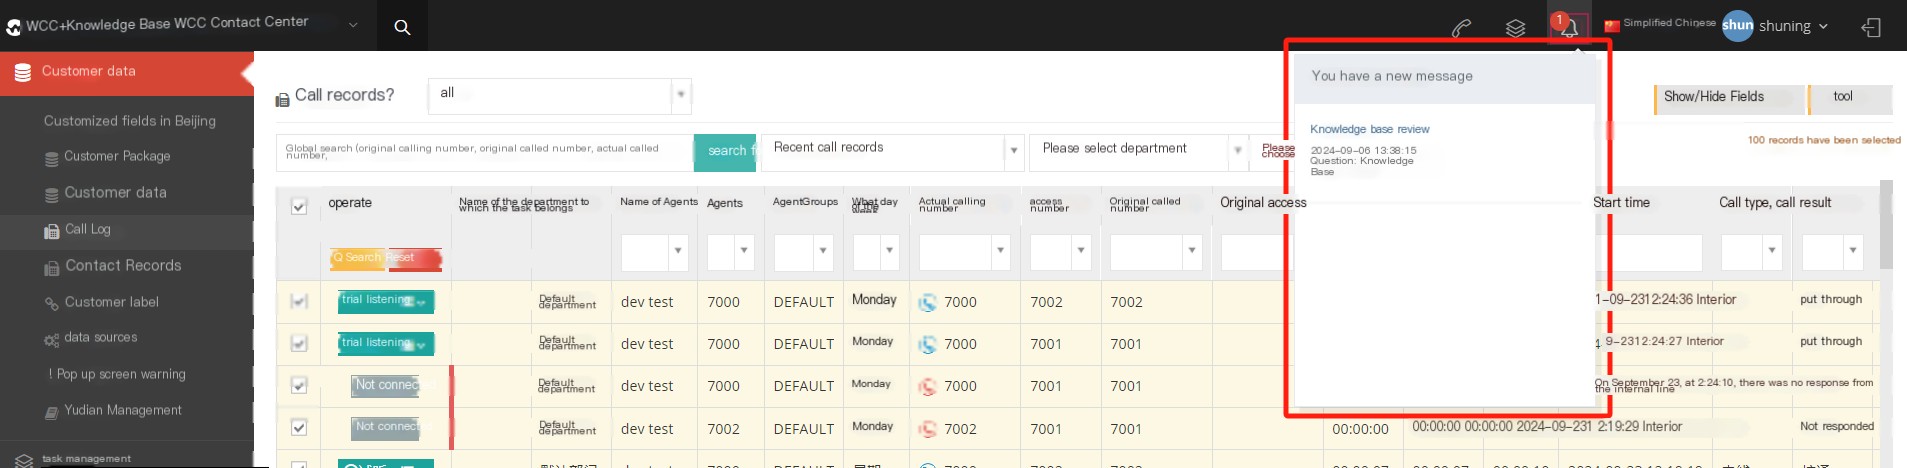 WCC+Knowledge Base WCC Contact Center
1
Simplified Chinese
shun
shuning
Customer data
Customized fields in Beijing
Customer Package
Customer data
Call Log
Contact Records
Customer label
data sources
! Pop up screen warning
Yudian Management
task management
Call records?
all
Show/Hide Fields
tool
Global search (original calling number, original called number, actual called
number,
search
Recent call records
Please select department
Please
choose
100 records have been selected
You have a new message
Knowledge base review
2024-09-06 13:38:15
Question: Knowledge
Base
operate
Name of the department to
which the task belongs
Name of Agents
Agents
AgentGroups
What day
of the
week
Actual calling
number
access
number
Original called
number
Original access
Start time
Call type, call result
Q Search Reset
trial listening
Default
department
dev test
7000
DEFAULT
Monday
7000
7002
7002
1-09-2312:24:36 Interior
put through
trial listening
Default
department
dev test
7000
DEFAULT
Monday
7000
7001
7001
9-2312:24:27 Interior
put through
Not connec
Default
department
dev test
7000
DEFAULT
Monday
7000
7001
7001
On September 23, at 2:24:10, there was no response from
the internal line
Not connec
Default
department
dev test
7002
DEFAULT
Monday
7002
7001
7001
00:00:00
00:00:00 00:00:00 2024-09-231 2:19:29 Interior
Not responded